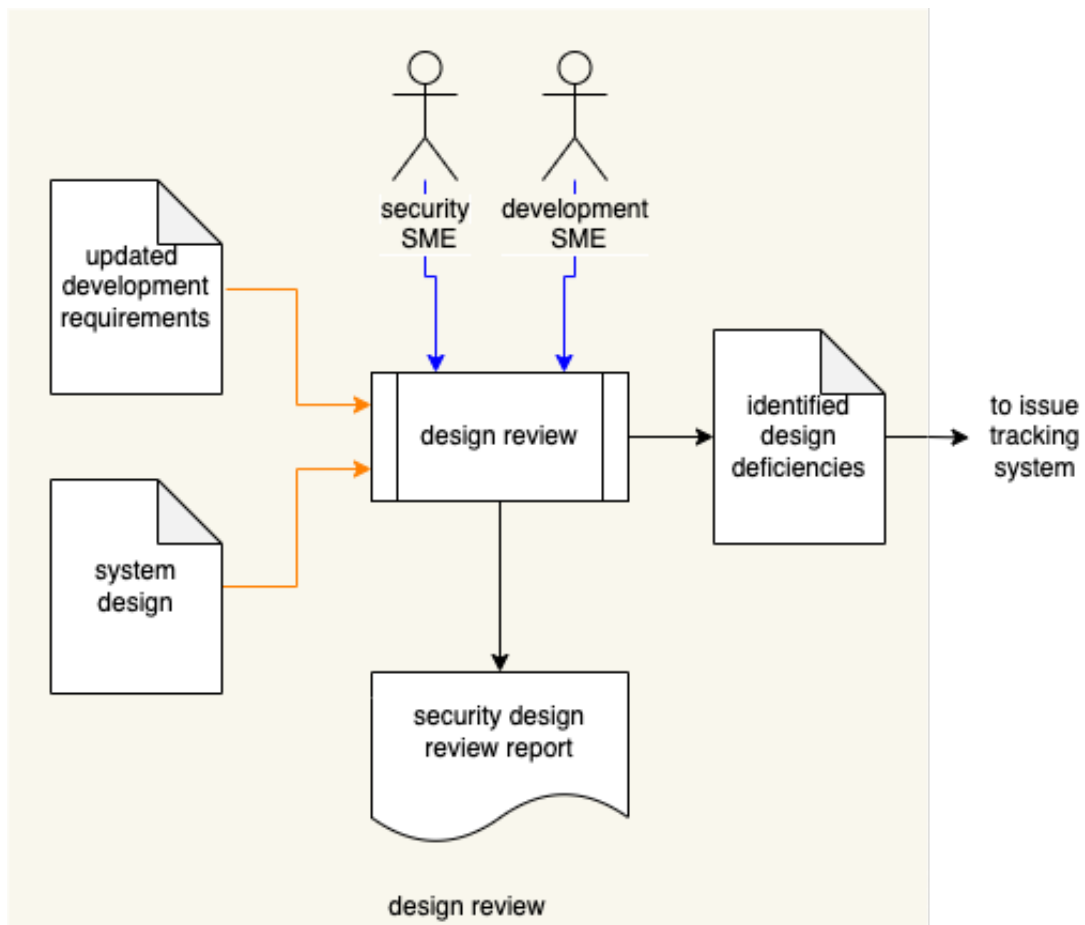 security
SME
development
SME
updated
development
requirements
design review
identified
design
deficiencies
to issue
tracking
system
system
design
security design
review report
design review